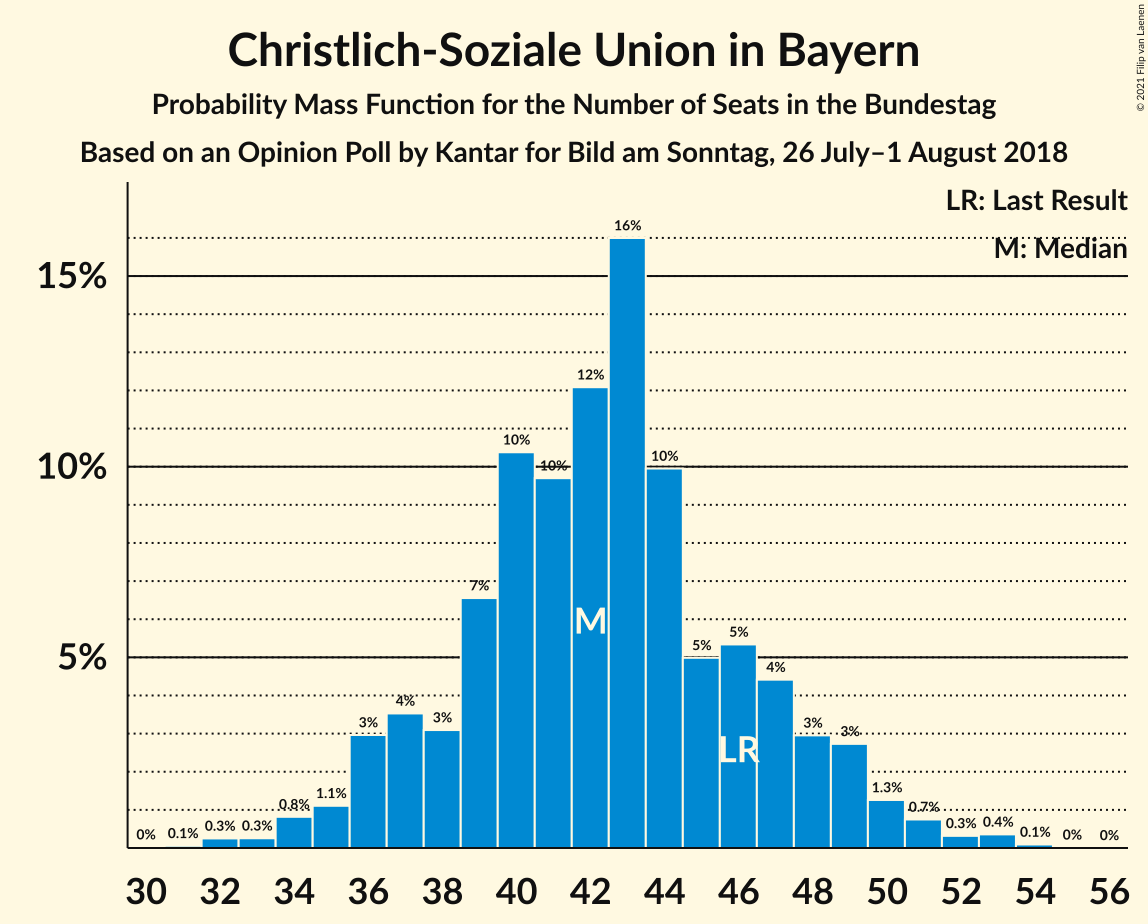 Christlich-Soziale Union in Bayern
Probability Mass Function for the Number of Seats in the Bundestag
Based on an Opinion Poll by Kantar for Bild am Sonntag, 26 July–1 August 2018
© 2021 Filip van Laenen
LR: Last Result
M: Median
15%
10%
5%
0% 0.1% 0.3% 0.3% 0.8% 1.1% 3% 4% 3% 7% 10% 10% 12% 16% 10% 5% 5% 4% 3% 3% 1.3% 0.7% 0.3% 0.4% 0.1% 0% 0%
M
LR
30 32 34 36 38 40 42 44 46 48 50 52 54 56